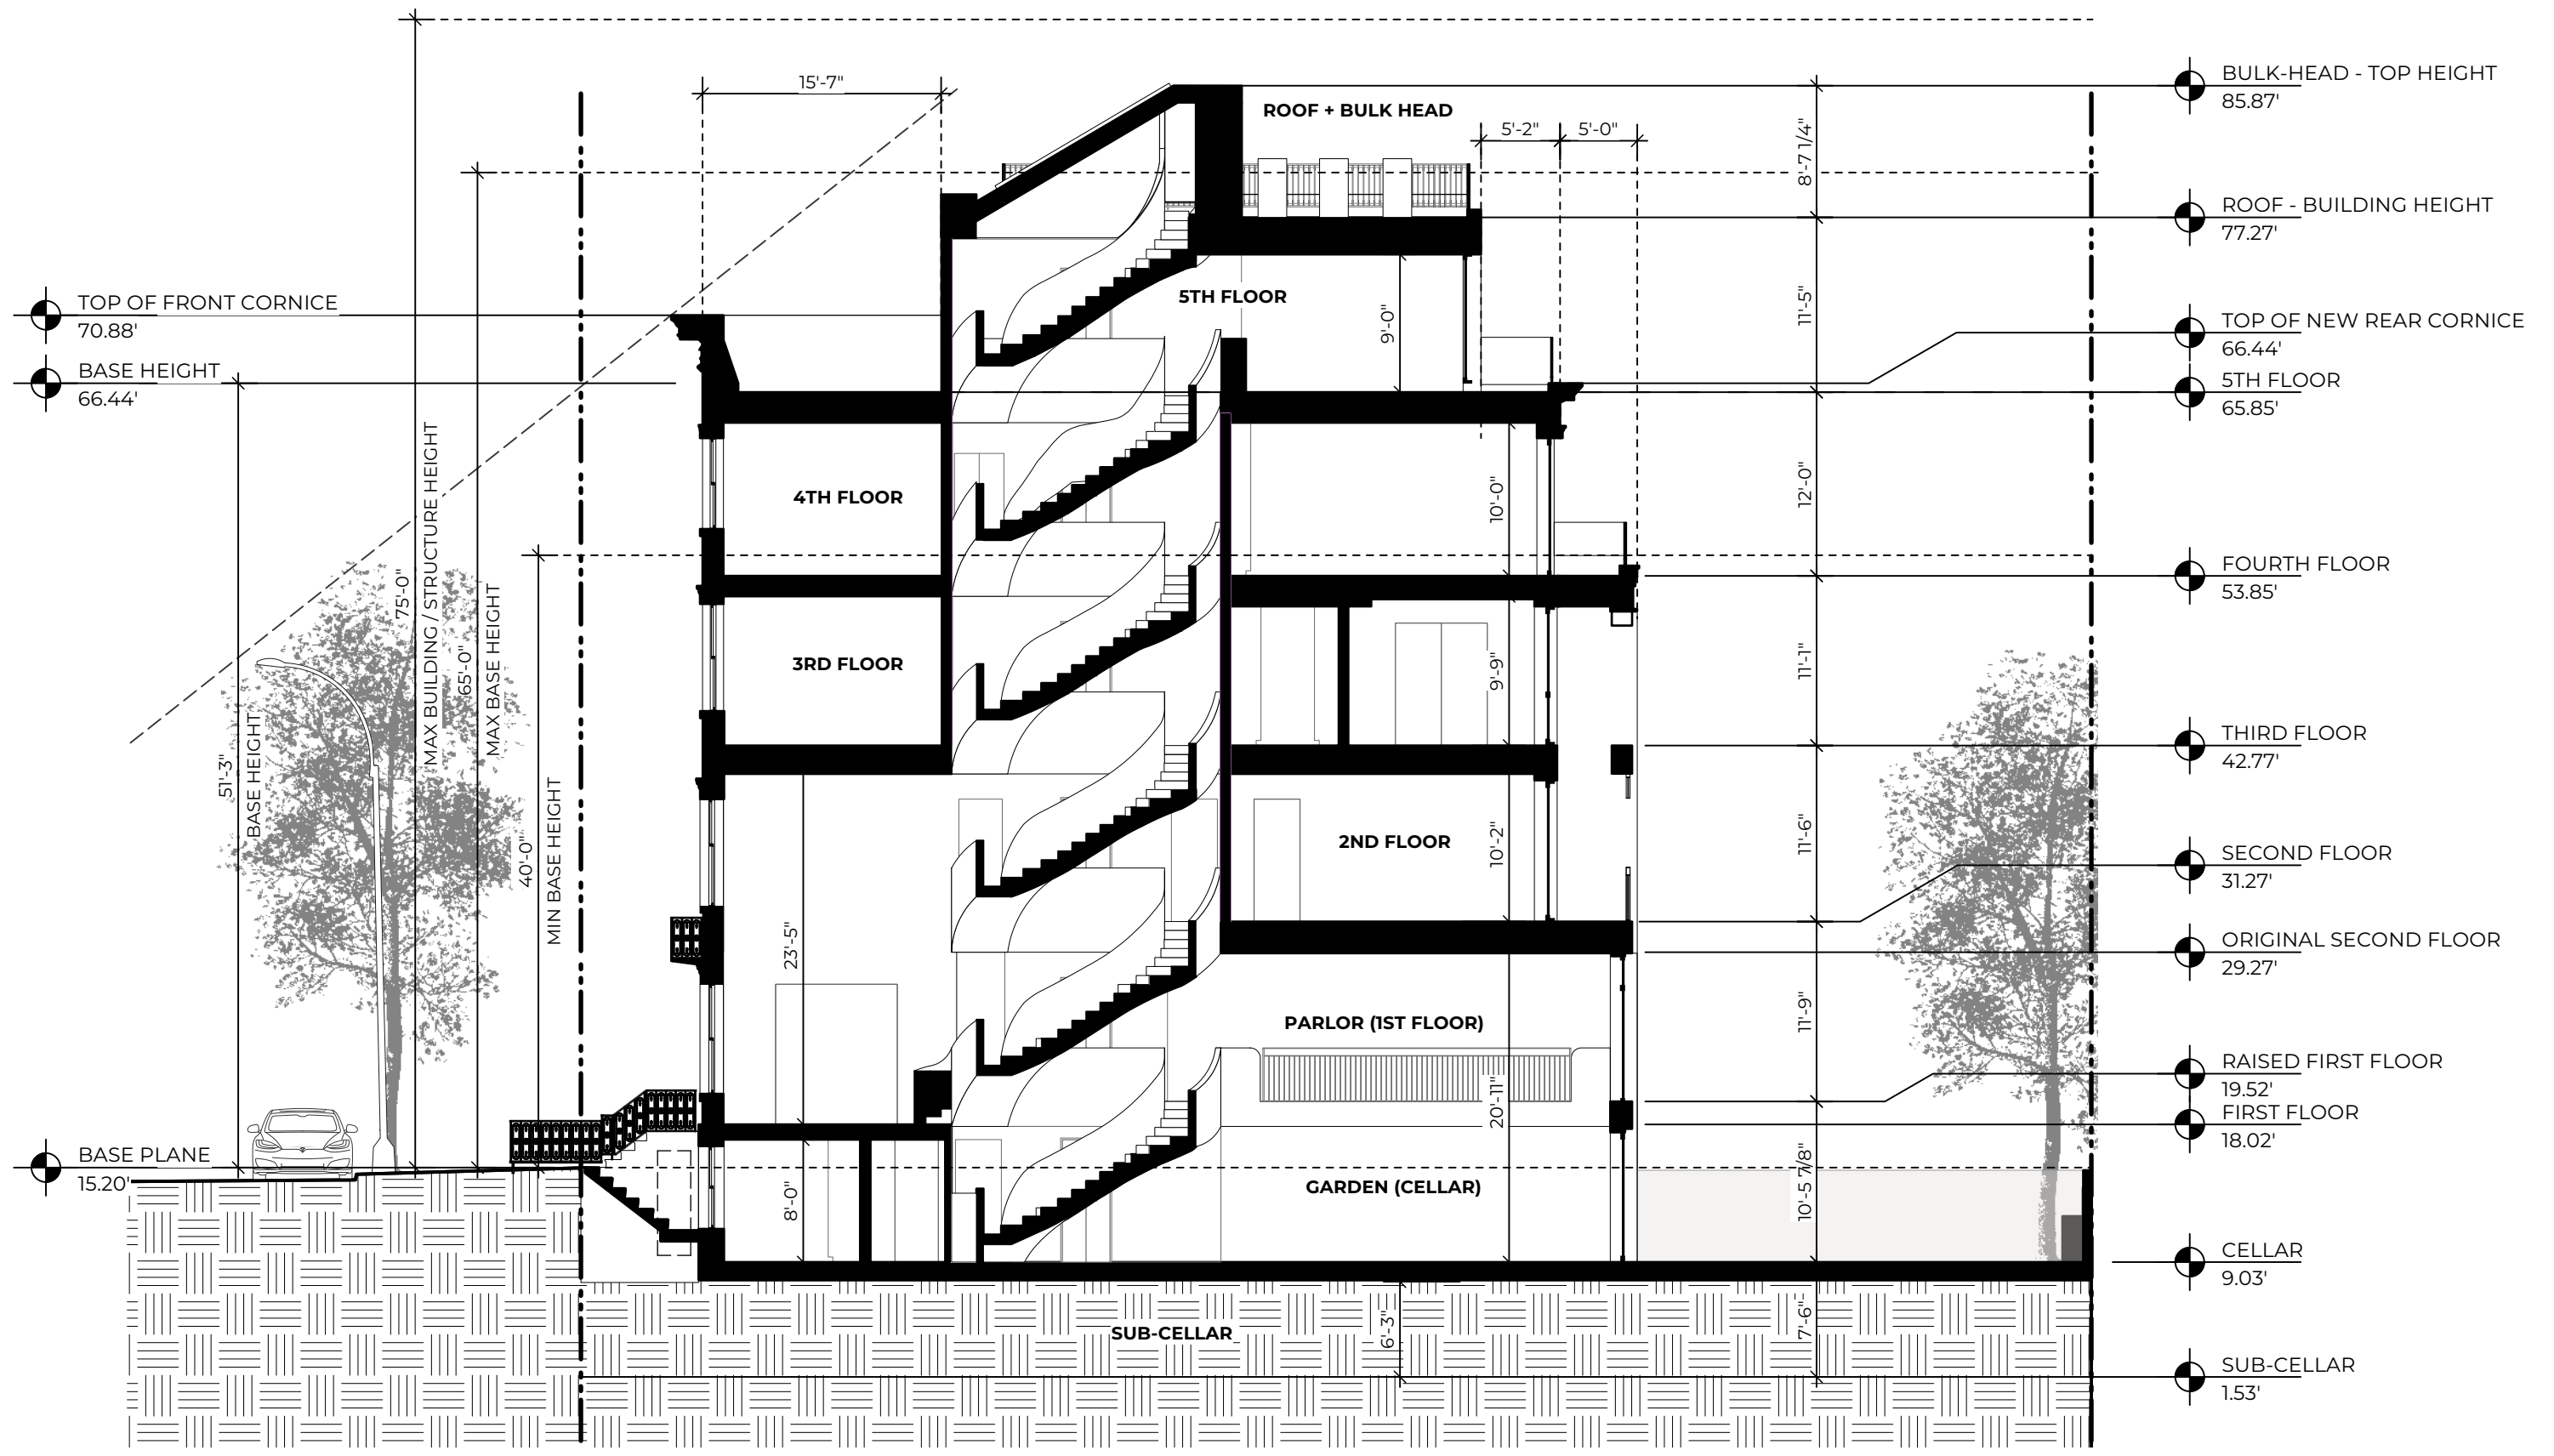 15'-7"
BULK-HEAD - TOP HEIGHT
85.87'
ROOF + BULK HEAD
5'-2"
5'-0"
8'-7 1/4"
ROOF - BUILDING HEIGHT
77.27'
TOP OF FRONT CORNICE
70.88'
5TH FLOOR
9'-0"
11'-5"
TOP OF NEW REAR CORNICE
66.44'
BASE HEIGHT
66.44'
5TH FLOOR
65.85'
4TH FLOOR
10'-0"
12'-0"
FOURTH FLOOR
53.85'
75'-0"
MAX BUILDING / STRUCTURE HEIGHT
65'-0"
MAX BASE HEIGHT
3RD FLOOR
9'-9"
11'-1"
THIRD FLOOR
42.77'
51'-3"
BASE HEIGHT
40'-0"
MIN BASE HEIGHT
2ND FLOOR
10'-2"
11'-6"
SECOND FLOOR
31.27'
23'-5"
ORIGINAL SECOND FLOOR
29.27'
PARLOR (1ST FLOOR)
11'-9"
RAISED FIRST FLOOR
19.52'
20'-11"
FIRST FLOOR
18.02'
BASE PLANE
15.20'
8'-0"
GARDEN (CELLAR)
10'-5 7/8"
CELLAR
9.03'
SUB-CELLAR
6'-3"
7'-6"
SUB-CELLAR
1.53'